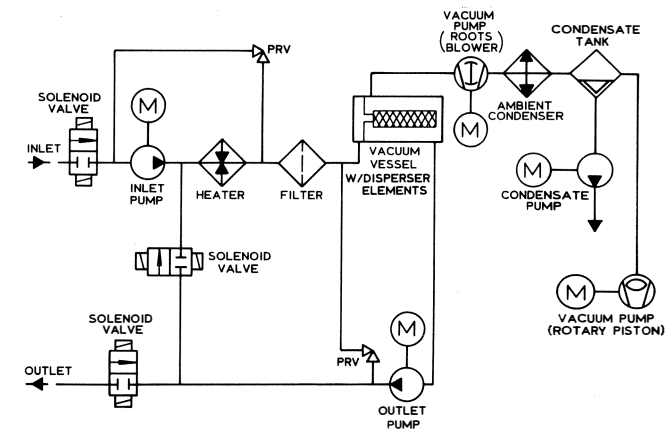 VACUUM
PUMP
(ROOTS
BLOWER)
CONDENSATE
TANK
PRV
SOLENOID
VALVE
M
INLET
INLET
PUMP
HEATER
FILTER
VACUUM
VESSEL
W/DISPERSER
ELEMENTS
M
AMBIENT
CONDENSER
M
CONDENSATE
PUMP
SOLENOID
VALVE
M
VACUUM PUMP
(ROTARY PISTON)
SOLENOID
VALVE
M
PRV
OUTLET
OUTLET
PUMP